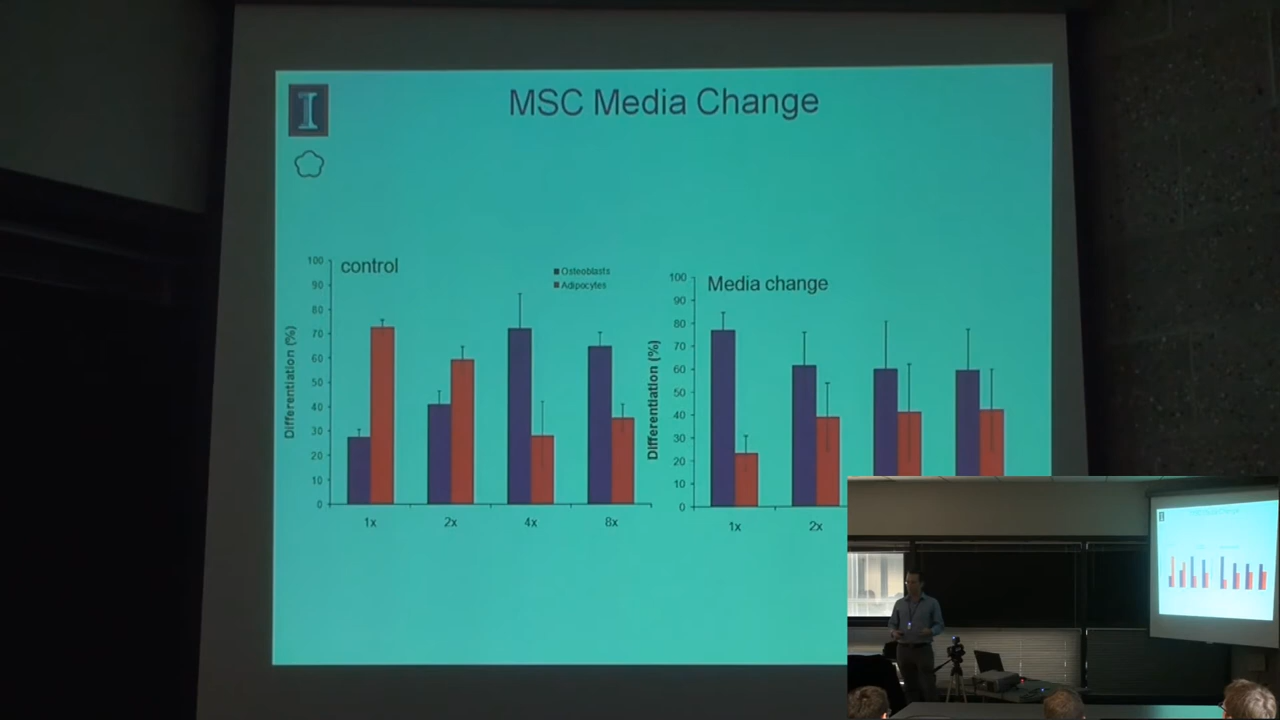 I
MSC Media Change
control
Osteoblasts
Adipocytes
Differentiation (%)
100
90
80
70
60
50
40
30
20
10
0
1x
2x
4x
8x
Media change
Differentiation (%)
100
90
80
70
60
50
40
30
20
10
0
1x
2x